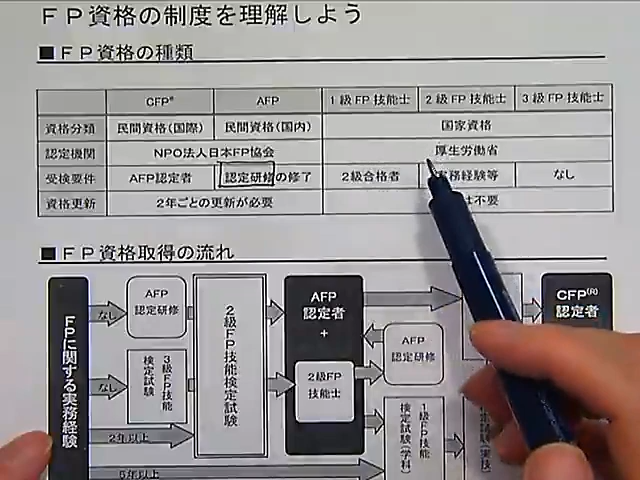 FP資格の制度を理解しよう
■FP資格の種類
CFP® AFP 1級FP技能士 2級FP技能士 3級FP技能士
資格分類 民間資格(国際) 民間資格(国内) 国家資格
認定機関 NPO法人日本FP協会 厚生労働省
受検要件 AFP認定者 認定研修の修了 2級合格者 実務経験等 なし
資格更新 2年ごとの更新が必要 は不要
■FP資格取得の流れ
FPに関する実務経験
なし
AFP
認定研修
なし
3級FP技能
検定試験
2年以上
5年以上
2級FP技能検定試験
AFP
認定者
+
2級FP
技能士
AFP
認定研修
1級FP技能
検定試験(学科)
CFP(R)
認定者